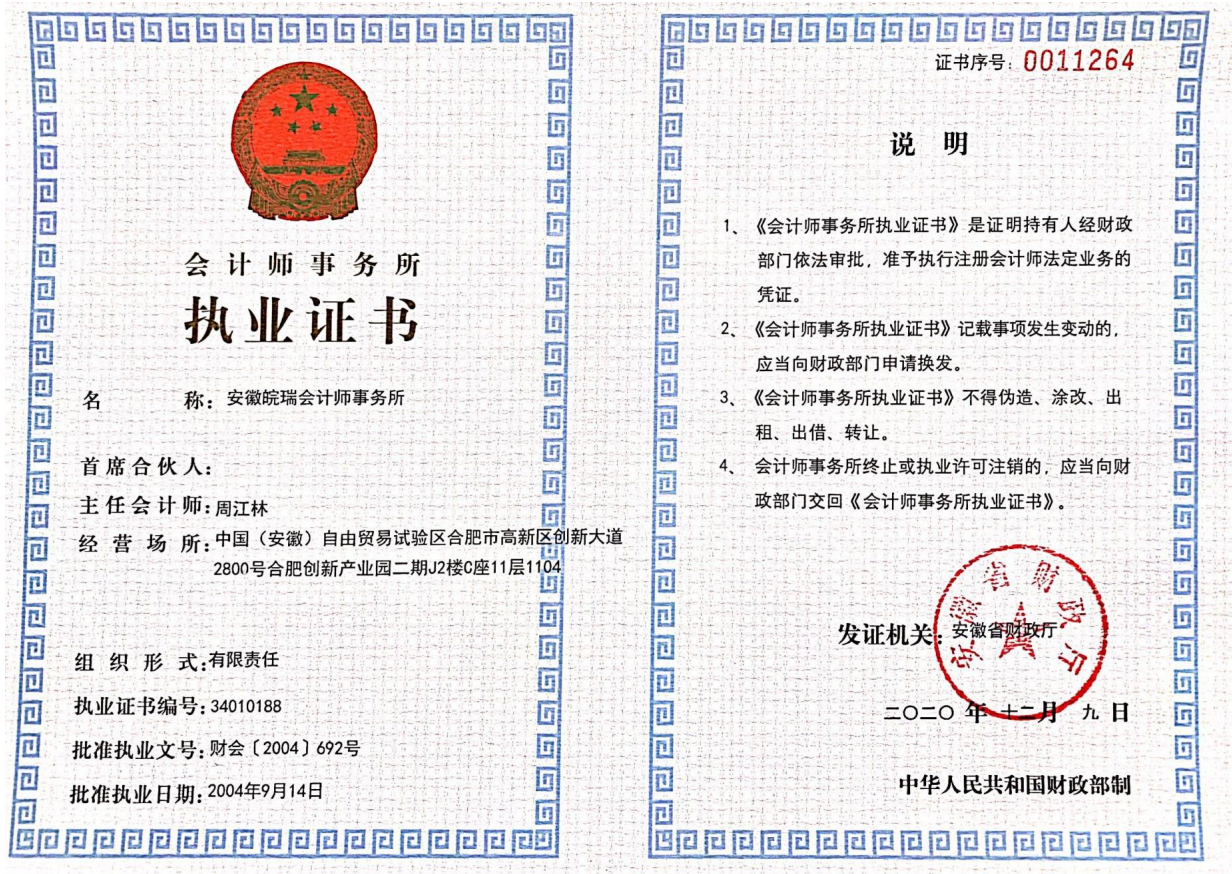 会计师事务所
执业证书
名 称：安徽皖瑞会计师事务所
首席合伙人：
主任会计师：周江林
经营场所：中国（安徽）自由贸易试验区合肥市高新区创新大道
2800号合肥创新产业园二期J2楼C座11层1104
组织形式：有限责任
执业证书编号：34010188
批准执业文号：财会〔2004〕692号
批准执业日期：2004年9月14日
证书序号：0011264
说 明
1、《会计师事务所执业证书》是证明持有人经财政
部门依法审批，准予执行注册会计师法定业务的
凭证。
2、《会计师事务所执业证书》记载事项发生变动的，
应当向财政部门申请换发。
3、《会计师事务所执业证书》不得伪造、涂改、出
租、出借、转让。
4、会计师事务所终止或执业许可注销的，应当向财
政部门交回《会计师事务所执业证书》。
安徽省财政厅
发证机关：安徽省财政厅
二〇二〇年十二月九日
中华人民共和国财政部制